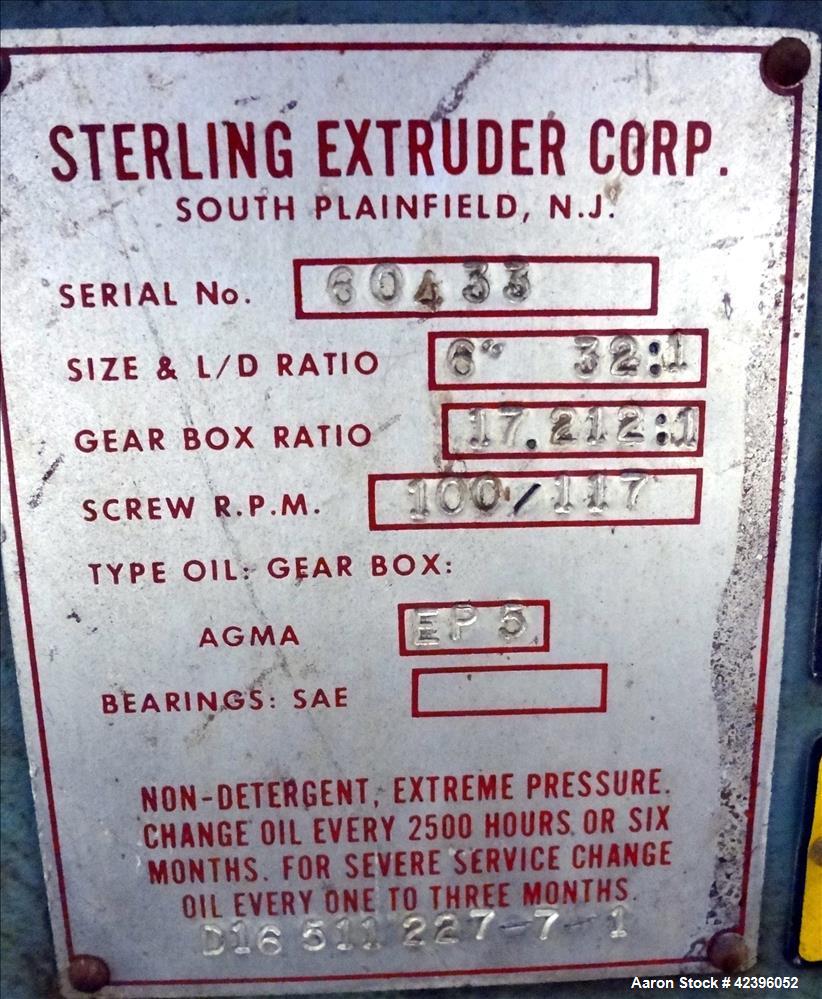 STERLING EXTRUDER CORP.
SOUTH PLAINFIELD, N.J.
SERIAL No. 60433
SIZE & L/D RATIO 6" 32:1
GEAR BOX RATIO 17.212:1
SCREW R.P.M. 100/117
TYPE OIL: GEAR BOX:
AGMA EP 5
BEARINGS: SAE
NON-DETERGENT, EXTREME PRESSURE.
CHANGE OIL EVERY 2500 HOURS OR SIX
MONTHS. FOR SEVERE SERVICE CHANGE
OIL EVERY ONE TO THREE MONTHS.
D16 511 227-7-1
Aaron Stock # 42396052